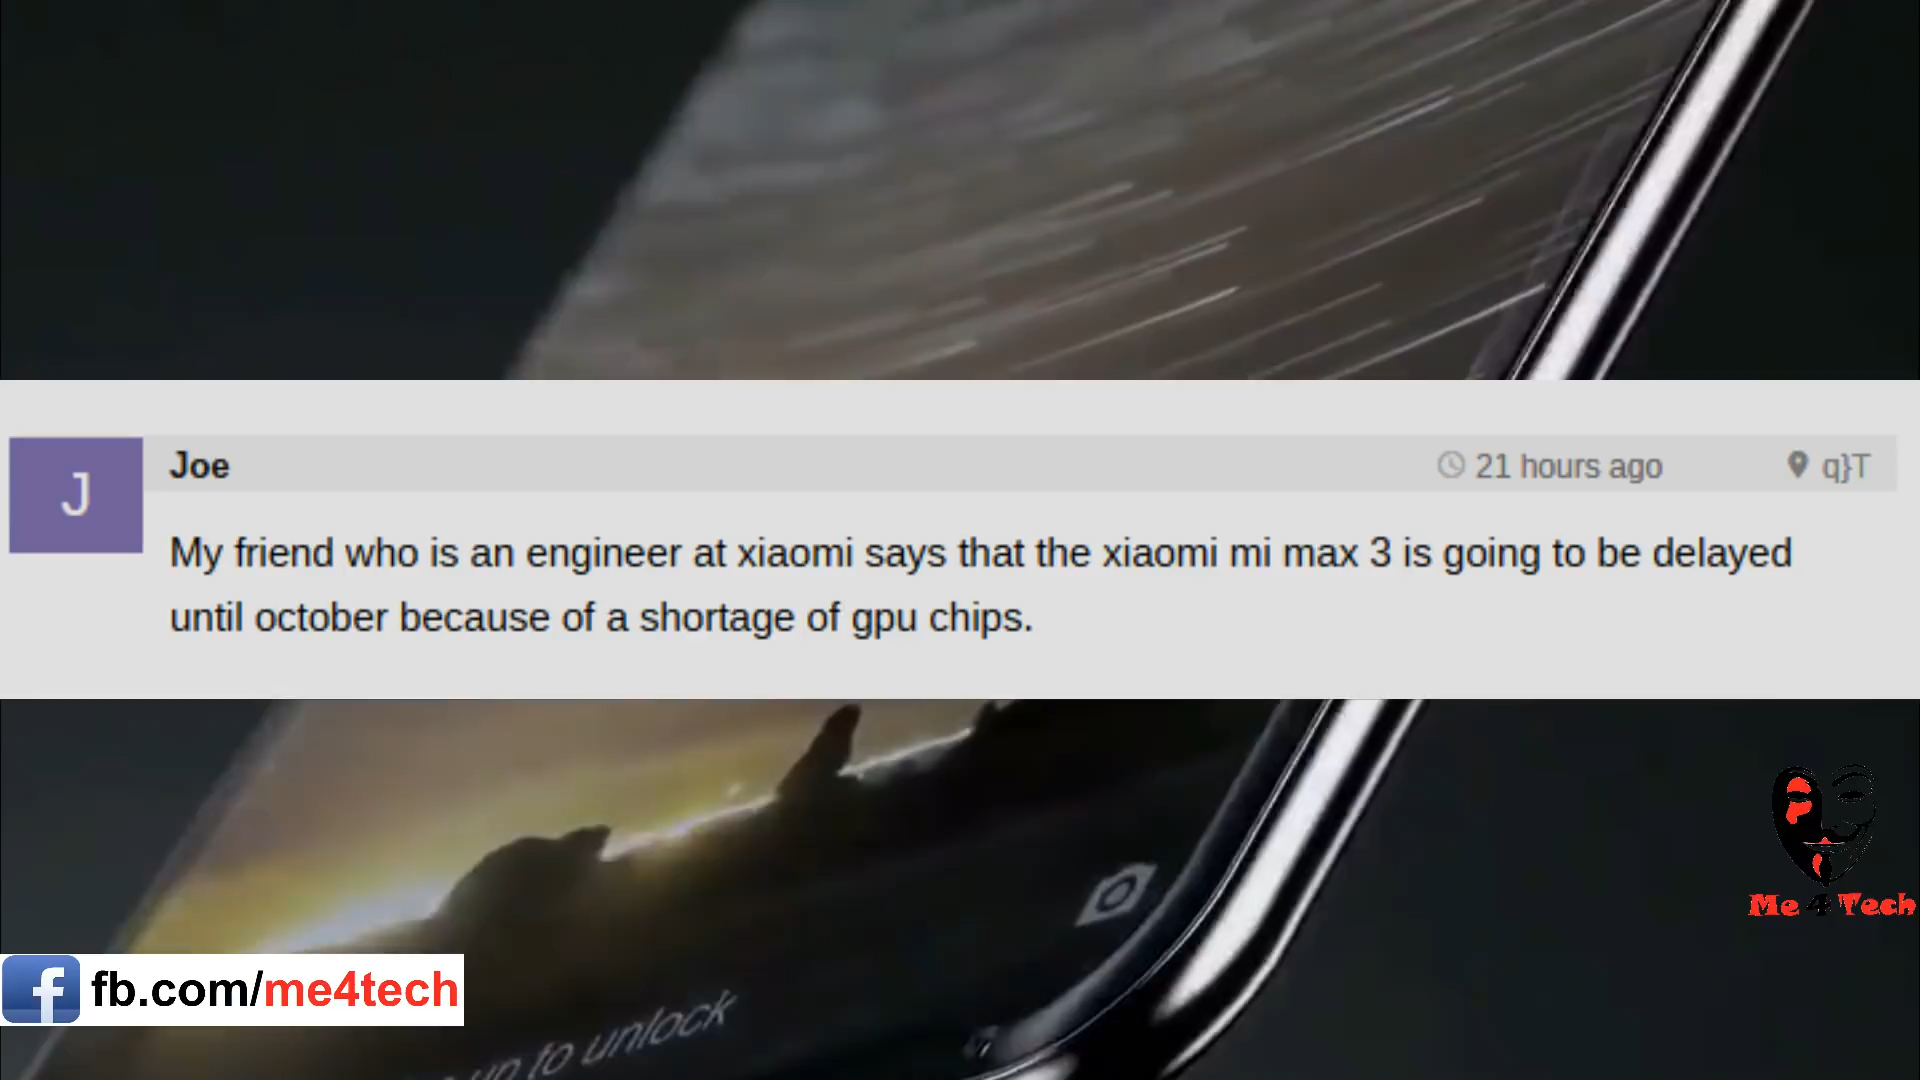 J
Joe
21 hours ago
q}T
My friend who is an engineer at xiaomi says that the xiaomi mi max 3 is going to be delayed
until october because of a shortage of gpu chips.
Me 4 Tech
f fb.com/me4tech
up to unlock